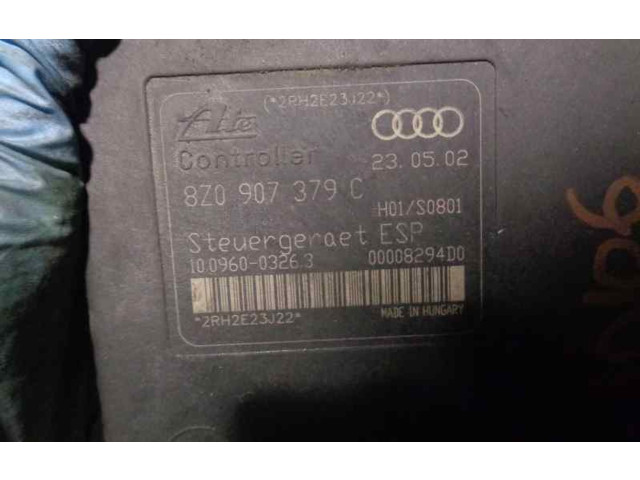 (*2RH2E23J22*)
Ate
Controller 23.05.02
8Z0 907 379 C
H01/S0801
Steuergeraet ESP
10.0960-0326.3 00008294D0
*2RH2E23J22*
MADE IN HUNGARY